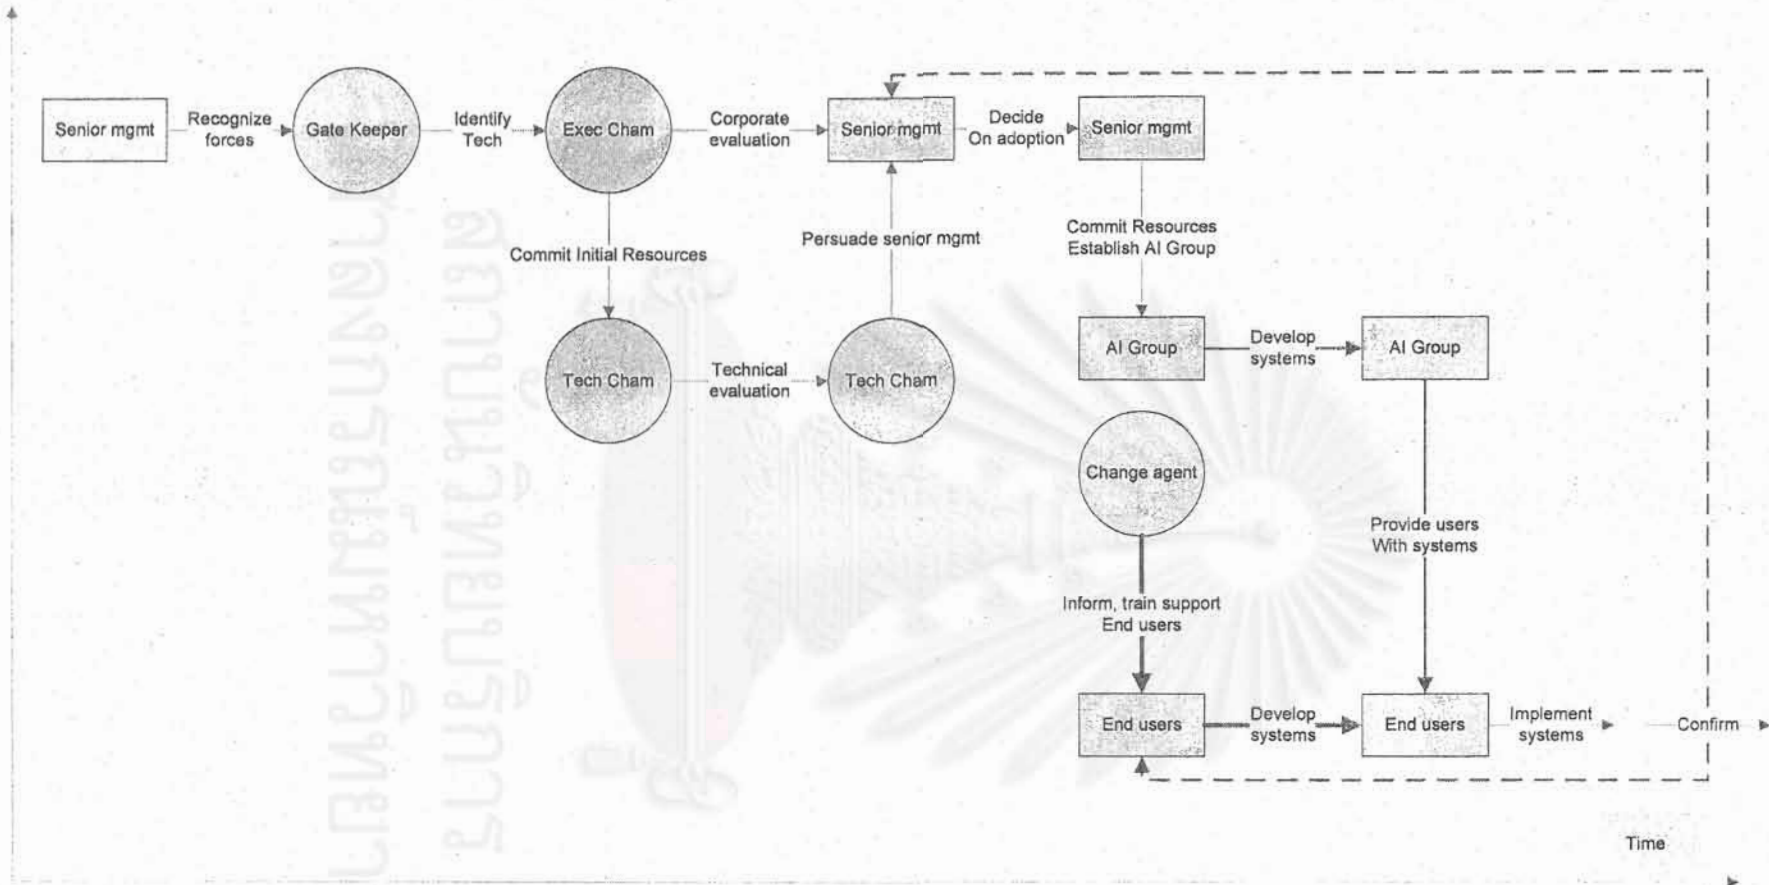 Senior mgmt
Recognize
forces
Gate Keeper
Identify
Tech
Exec Cham
Corporate
evaluation
Senior mgmt
Decide
On adoption
Senior mgmt
Commit Initial Resources
Persuade senior mgmt
Commit Resources
Establish AI Group
Tech Cham
Technical
evaluation
Tech Cham
AI Group
Develop
systems
AI Group
Change agent
Provide users
With systems
Inform, train support
End users
End users
Develop
systems
End users
Implement
systems
Confirm
Time